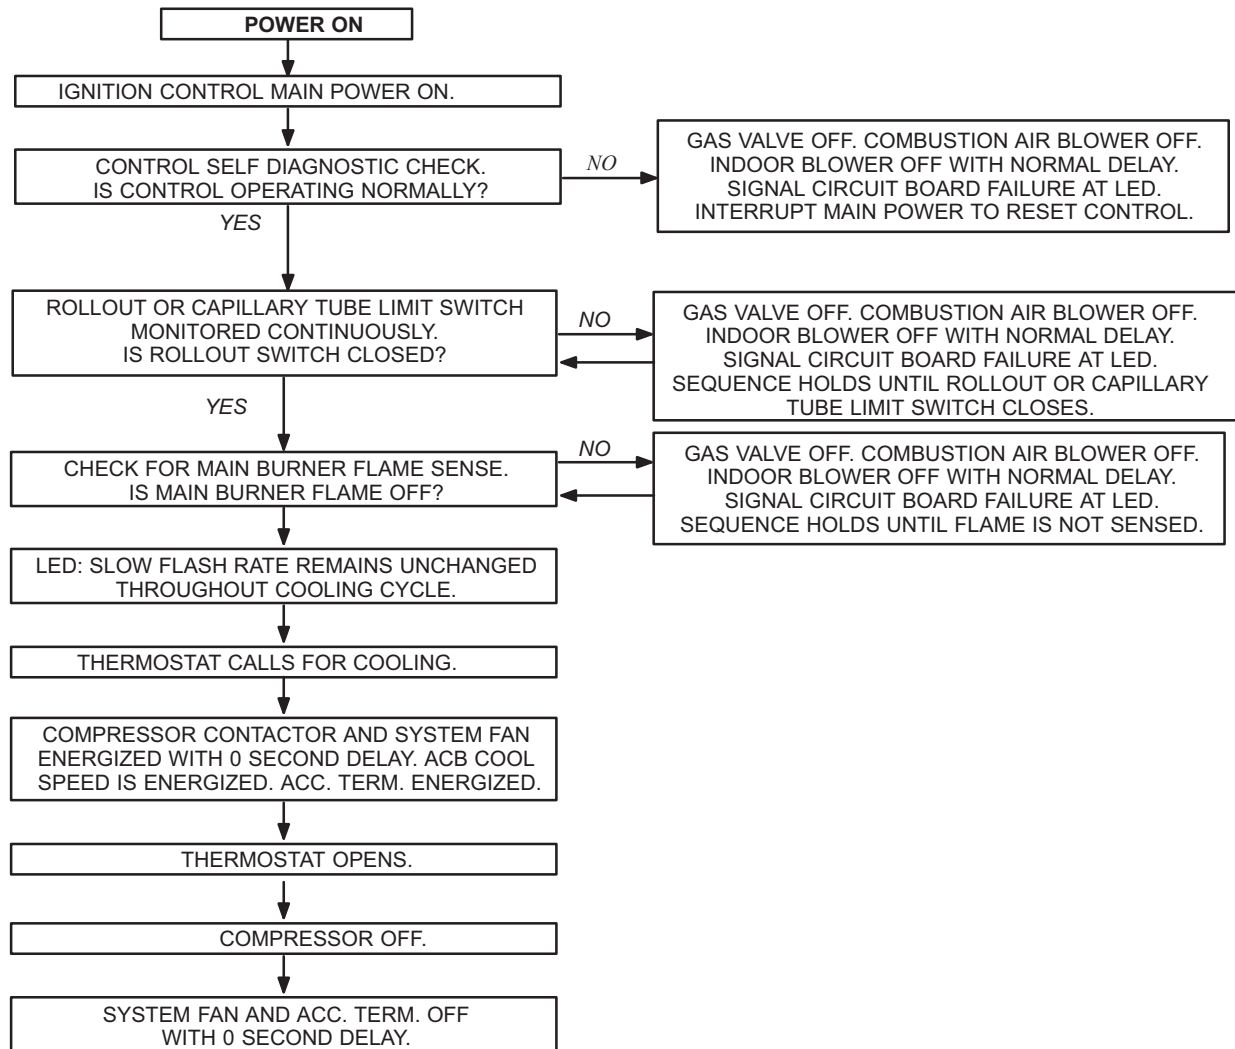 POWER ON
IGNITION CONTROL MAIN POWER ON.
CONTROL SELF DIAGNOSTIC CHECK.
IS CONTROL OPERATING NORMALLY?
NO
GAS VALVE OFF. COMBUSTION AIR BLOWER OFF.
INDOOR BLOWER OFF WITH NORMAL DELAY.
SIGNAL CIRCUIT BOARD FAILURE AT LED.
INTERRUPT MAIN POWER TO RESET CONTROL.
YES
ROLLOUT OR CAPILLARY TUBE LIMIT SWITCH
MONITORED CONTINUOUSLY.
IS ROLLOUT SWITCH CLOSED?
NO
GAS VALVE OFF. COMBUSTION AIR BLOWER OFF.
INDOOR BLOWER OFF WITH NORMAL DELAY.
SIGNAL CIRCUIT BOARD FAILURE AT LED.
SEQUENCE HOLDS UNTIL ROLLOUT OR CAPILLARY
TUBE LIMIT SWITCH CLOSES.
YES
CHECK FOR MAIN BURNER FLAME SENSE.
IS MAIN BURNER FLAME OFF?
NO
GAS VALVE OFF. COMBUSTION AIR BLOWER OFF.
INDOOR BLOWER OFF WITH NORMAL DELAY.
SIGNAL CIRCUIT BOARD FAILURE AT LED.
SEQUENCE HOLDS UNTIL FLAME IS NOT SENSED.
LED: SLOW FLASH RATE REMAINS UNCHANGED
THROUGHOUT COOLING CYCLE.
THERMOSTAT CALLS FOR COOLING.
COMPRESSOR CONTACTOR AND SYSTEM FAN
ENERGIZED WITH 0 SECOND DELAY. ACB COOL
SPEED IS ENERGIZED. ACC. TERM. ENERGIZED.
THERMOSTAT OPENS.
COMPRESSOR OFF.
SYSTEM FAN AND ACC. TERM. OFF
WITH 0 SECOND DELAY.